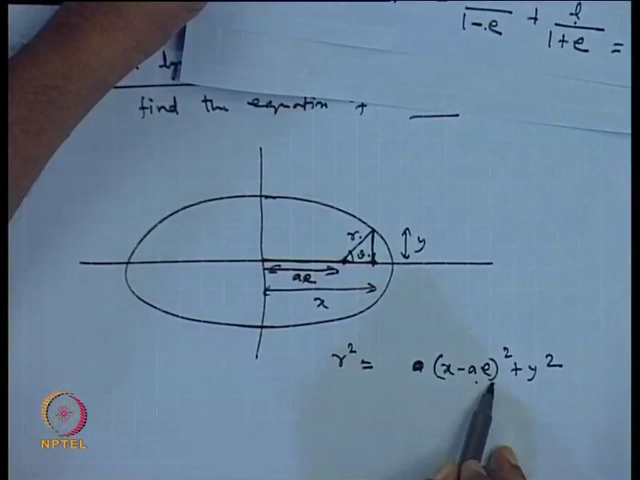 l/(1-e) + l/(1+e) =
find the equation
r θ y
ae
x
r² = (x-ae)² + y²
NPTEL